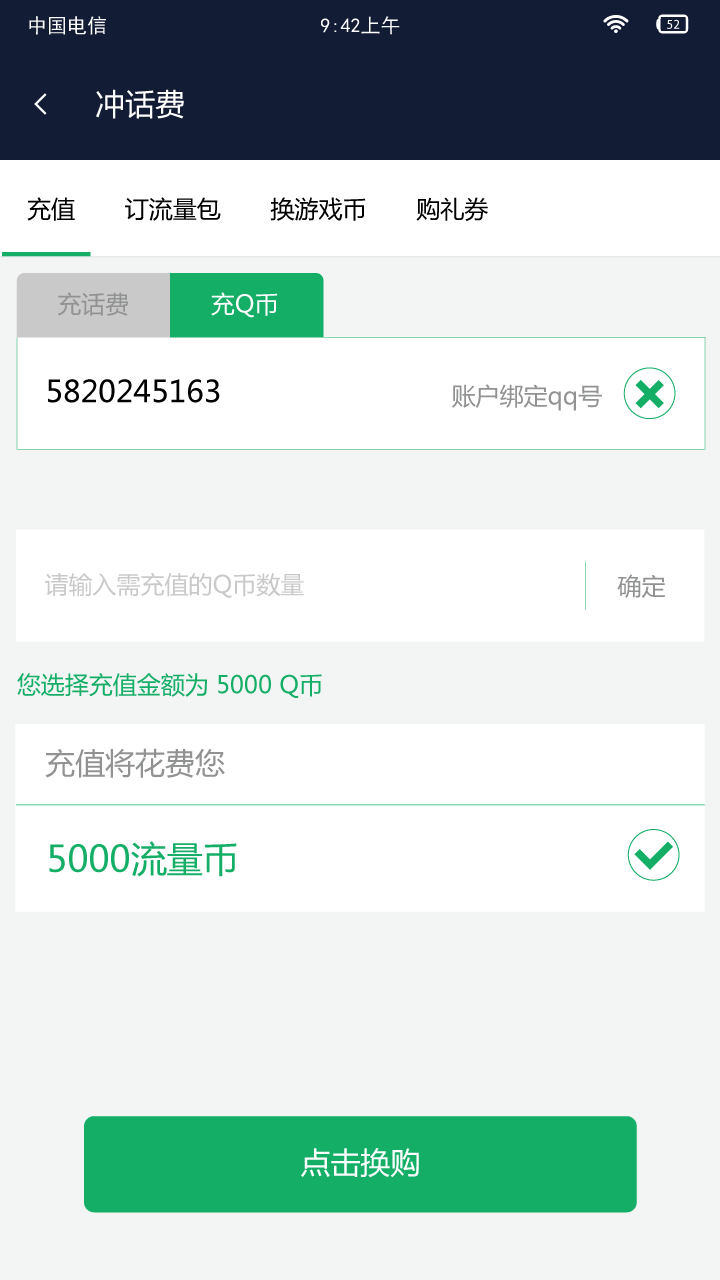 中国电信 9:42上午 52
冲话费
充值 订流量包 换游戏币 购礼券
充话费 充Q币
5820245163 账户绑定qq号
请输入需充值的Q币数量 确定
您选择充值金额为 5000 Q币
充值将花费您
5000流量币
点击换购